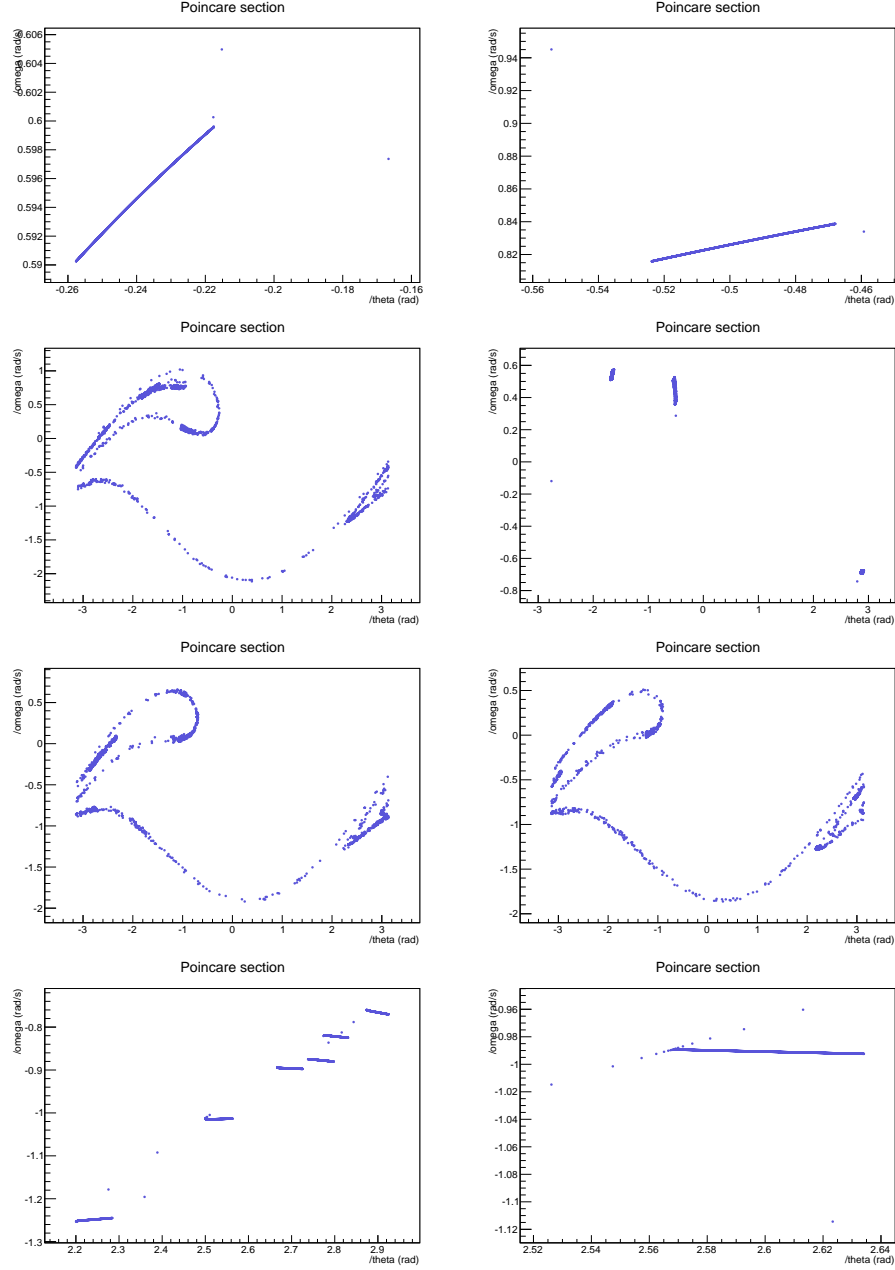 Poincare section
/omega (rad/s)
0.606
0.604
0.602
0.6
0.598
0.596
0.594
0.592
0.59
-0.26 -0.24 -0.22 -0.2 -0.18 -0.16
/theta (rad)
Poincare section
/omega (rad/s)
0.94
0.92
0.9
0.88
0.86
0.84
0.82
-0.56 -0.54 -0.52 -0.5 -0.48 -0.46
/theta (rad)
Poincare section
/omega (rad/s)
1
0.5
0
-0.5
-1
-1.5
-2
-3 -2 -1 0 1 2 3
/theta (rad)
Poincare section
/omega (rad/s)
0.6
0.4
0.2
0
-0.2
-0.4
-0.6
-0.8
-3 -2 -1 0 1 2 3
/theta (rad)
Poincare section
/omega (rad/s)
0.5
0
-0.5
-1
-1.5
-2
-3 -2 -1 0 1 2 3
/theta (rad)
Poincare section
/omega (rad/s)
0.5
0
-0.5
-1
-1.5
-2
-3 -2 -1 0 1 2 3
/theta (rad)
Poincare section
/omega (rad/s)
-0.8
-0.9
-1
-1.1
-1.2
-1.3
2.2 2.3 2.4 2.5 2.6 2.7 2.8 2.9
/theta (rad)
Poincare section
/omega (rad/s)
-0.96
-0.98
-1
-1.02
-1.04
-1.06
-1.08
-1.1
-1.12
2.52 2.54 2.56 2.58 2.6 2.62 2.64
/theta (rad)